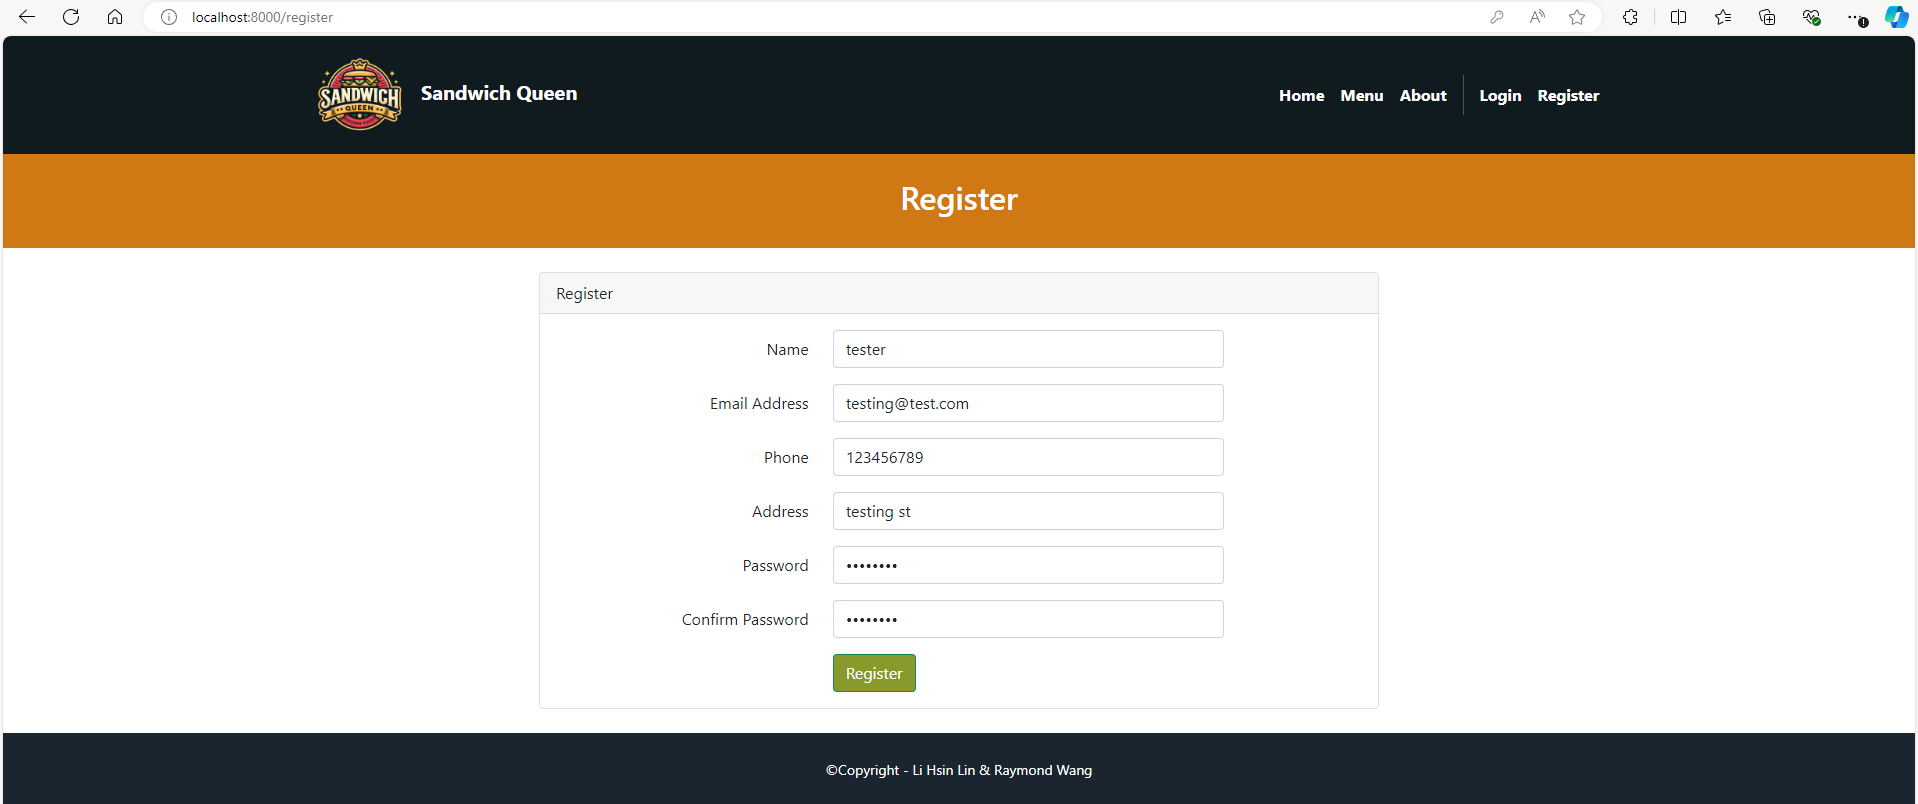 localhost:8000/register
SANDWICH
QUEEN
Sandwich Queen
Home Menu About Login Register
Register
Register
Name tester
Email Address testing@test.com
Phone 123456789
Address testing st
Password ••••••••
Confirm Password ••••••••
Register
©Copyright - Li Hsin Lin & Raymond Wang